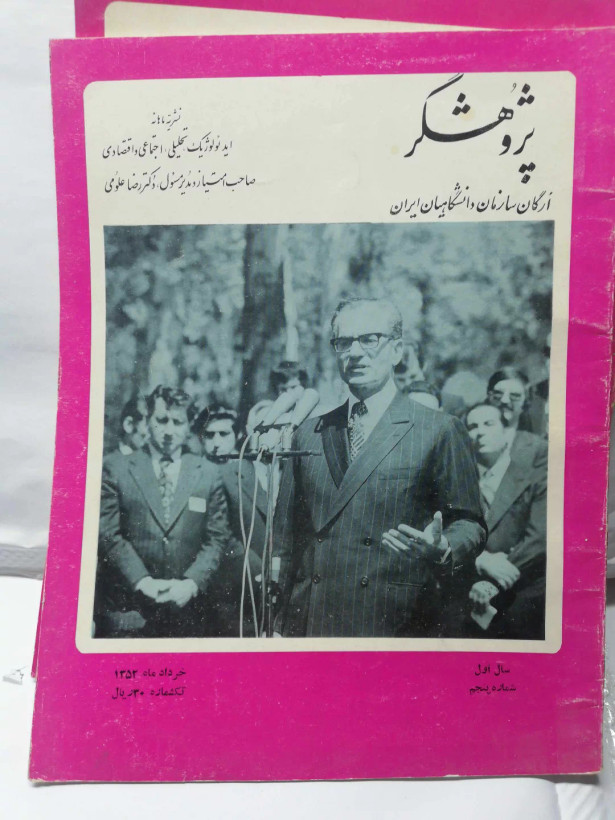 پژوهشگر
ارگان سازمان دانشگاهیان ایران
نشریه ماهانه
ایدئولوژیک، تحلیلی، اجتماعی و اقتصادی
صاحب امتیاز و مدیر مسئول، دکتر رضا علومی
سال اول
شماره پنجم
خرداد ماه ۱۳۵۲
تکشماره ۳۰ ریال